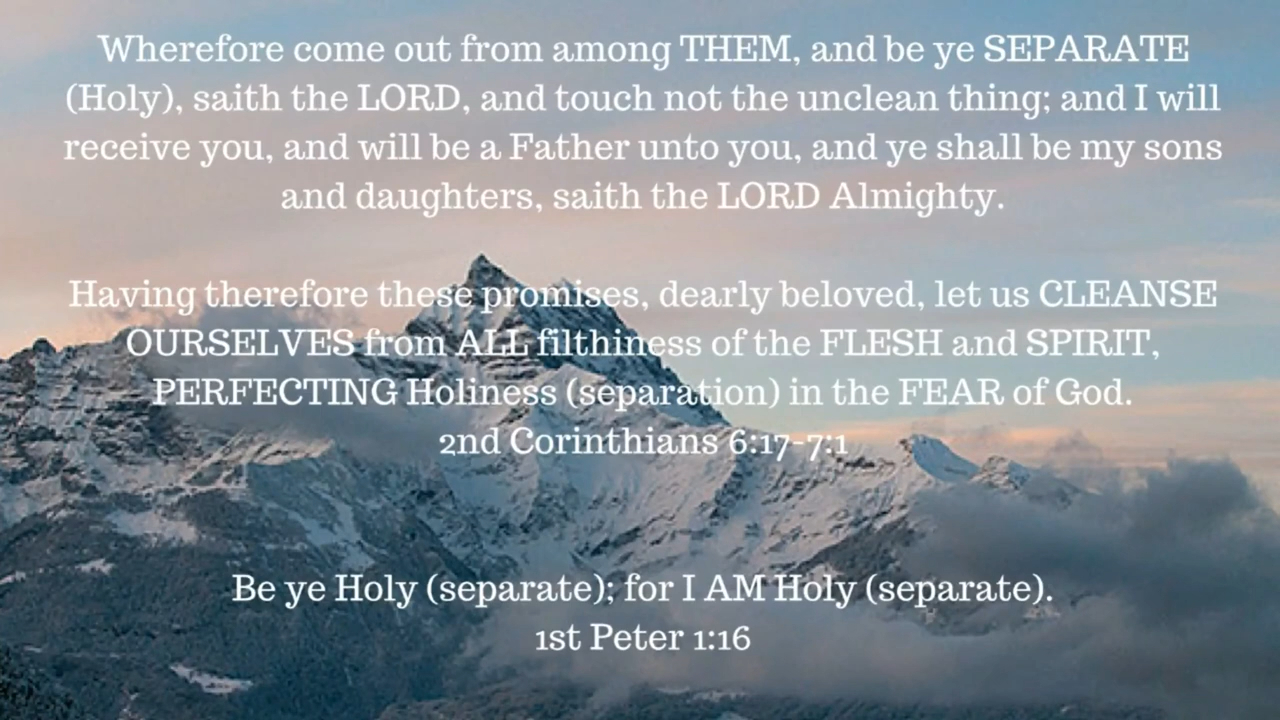 Wherefore come out from among THEM, and be ye SEPARATE
(Holy), saith the LORD, and touch not the unclean thing; and I will
receive you, and will be a Father unto you, and ye shall be my sons
and daughters, saith the LORD Almighty.
Having therefore these promises, dearly beloved, let us CLEANSE
OURSELVES from ALL filthiness of the FLESH and SPIRIT,
PERFECTING Holiness (separation) in the FEAR of God.
2nd Corinthians 6:17-7:1
Be ye Holy (separate); for I AM Holy (separate).
1st Peter 1:16